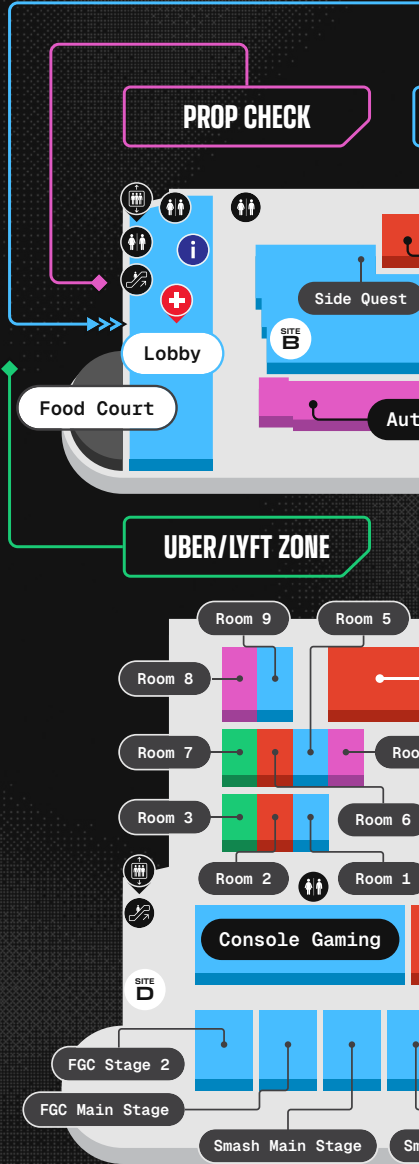 PROP CHECK
i
Side Quest
SITE
B
Lobby
Food Court
Aut
UBER/LYFT ZONE
Room 9
Room 5
Room 8
Room 7
Roo
Room 3
Room 6
Room 2
Room 1
Console Gaming
SITE
D
FGC Stage 2
FGC Main Stage
Smash Main Stage
Sm